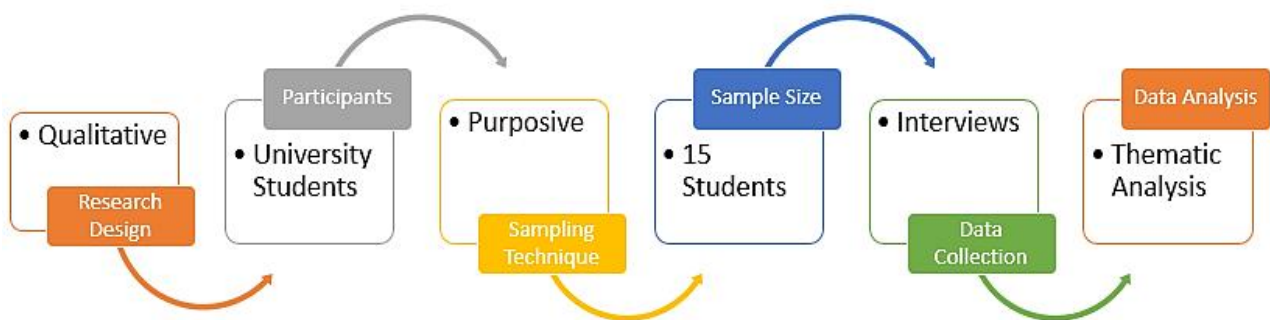 • Qualitative
Research
Design
Participants
• University
Students
• Purposive
Sampling
Technique
Sample Size
• 15
Students
• Interviews
Data
Collection
Data Analysis
• Thematic
Analysis